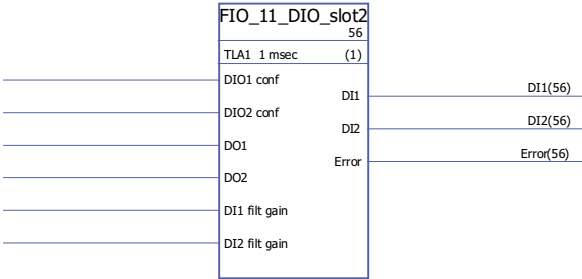 FIO_11_DIO_slot2
56
TLA1 1 msec (1)
DIO1 conf
DI1
DI1(56)
DIO2 conf
DI2
DI2(56)
DO1
Error
Error(56)
DO2
DI1 filt gain
DI2 filt gain